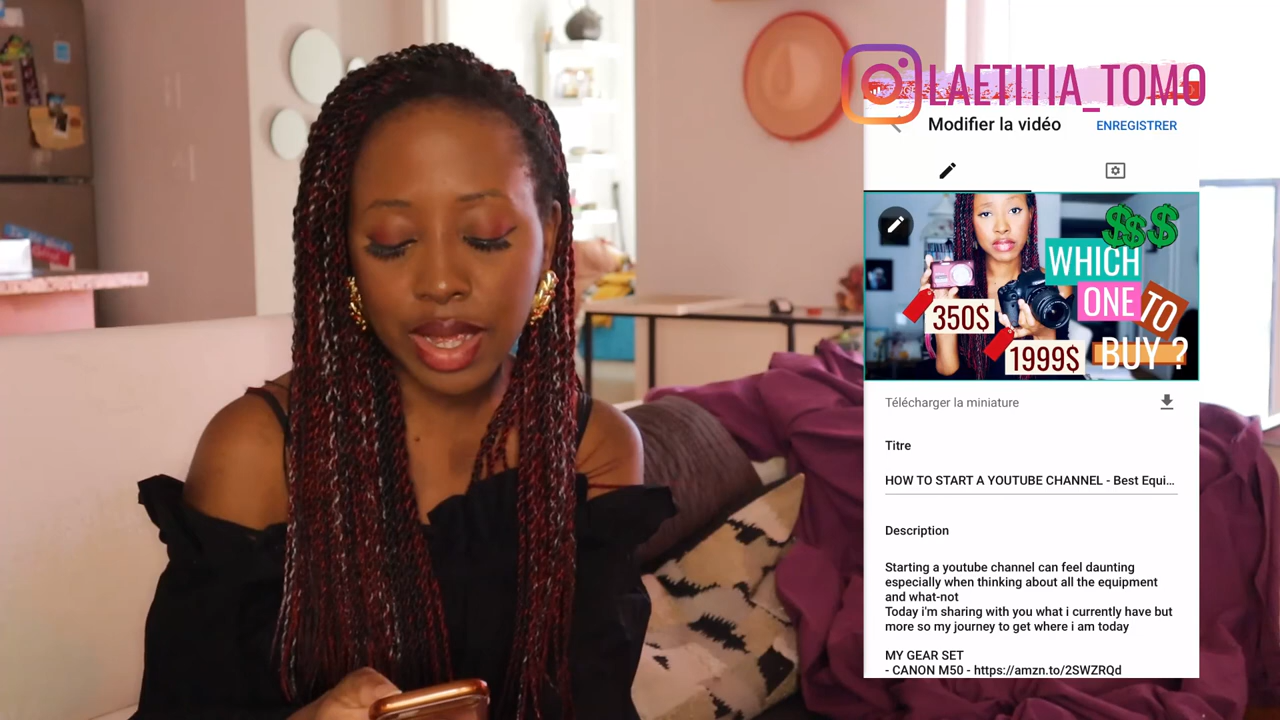 LAETITIA_TOMO
Modifier la vidéo
ENREGISTRER
$$$
WHICH
ONE
TO
BUY ?
350$
1999$
Télécharger la miniature
Titre
HOW TO START A YOUTUBE CHANNEL - Best Equi...
Description
Starting a youtube channel can feel daunting
especially when thinking about all the equipment
and what-not
Today i'm sharing with you what i currently have but
more so my journey to get where i am today
MY GEAR SET
- CANON M50 - https://amzn.to/2SWZRQd